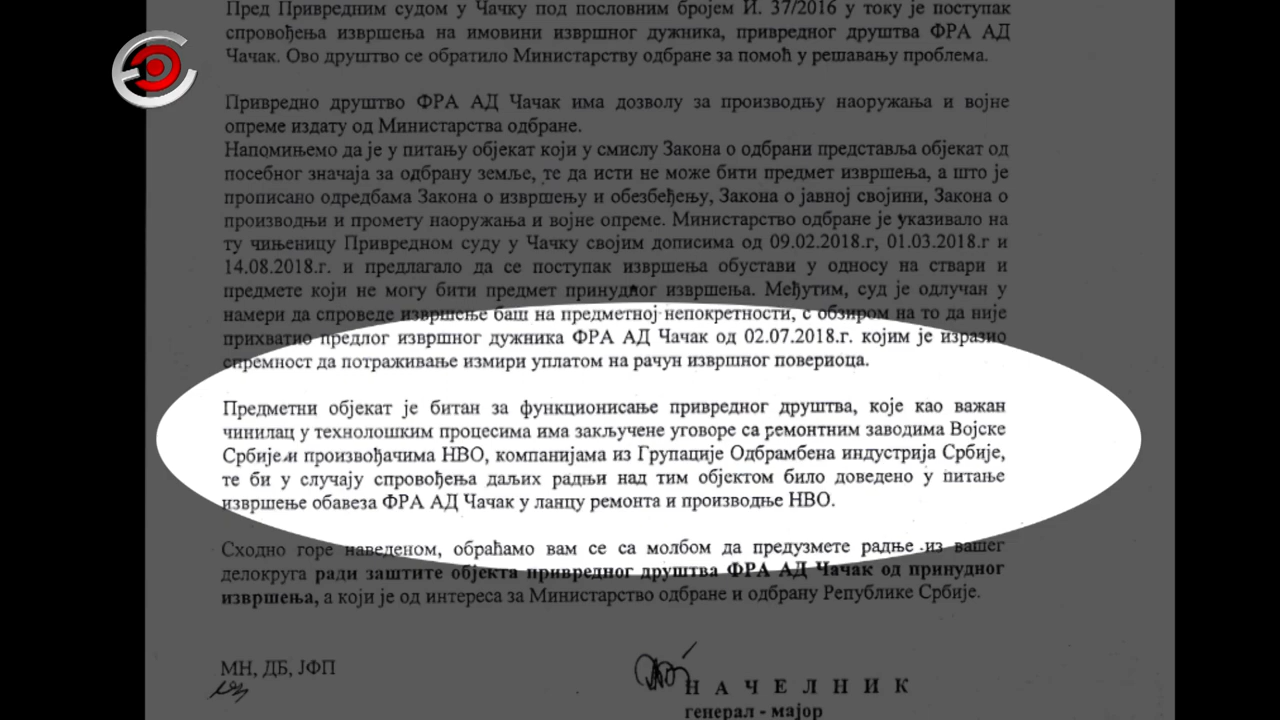 Пред Привредним судом у Чачку под пословним бројем И. 37/2016 у току је поступак
спровођења извршења на имовини извршног дужника, привредног друштва ФРА АД
Чачак. Ово друштво се обратило Министарству одбране за помоћ у решавању проблема.
Привредно друштво ФРА АД Чачак има дозволу за производњу наоружања и војне
опреме издату од Министарства одбране.
Напомињемо да је у питању објекат који у смислу Закона о одбрани представља објекат од
посебног значаја за одбрану земље, те да исти не може бити предмет извршења, а што је
прописано одредбама Закона о извршењу и обезбеђењу, Закона о јавној својини, Закона о
производњи и промету наоружања и војне опреме. Министарство одбране је указивало на
ту чињеницу Привредном суду у Чачку својим дописима од 09.02.2018.г, 01.03.2018.г и
14.08.2018.г. и предлагало да се поступак извршења обустави у односу на ствари и
предмете који не могу бити предмет принудног извршења. Међутим, суд је одлучан у
намери да спроведе извршење баш на предметној непокретности, с обзиром на то да није
прихватио предлог извршног дужника ФРА АД Чачак од 02.07.2018.г. којим је изразио
спремност да потраживање измири уплатом на рачун извршног повериоца.
Предметни објекат је битан за функционисање привредног друштва, које као важан
чинилац у технолошким процесима има закључене уговоре са ремонтним заводима Војске
Србије и произвођачима НВО, компанијама из Групације Одбрамбена индустрија Србије,
те би у случају спровођења даљих радњи над тим објектом било доведено у питање
извршење обавеза ФРА АД Чачак у ланцу ремонта и производње НВО.
Сходно горе наведеном, обраћамо вам се са молбом да предузмете радње из вашег
делокруга ради заштите објекта привредног друштва ФРА АД Чачак од принудног
извршења, а који је од интереса за Министарство одбране и одбрану Републике Србије.
МН, ДБ, ЈФП
Н А Ч Е Л Н И К
генерал - мајор